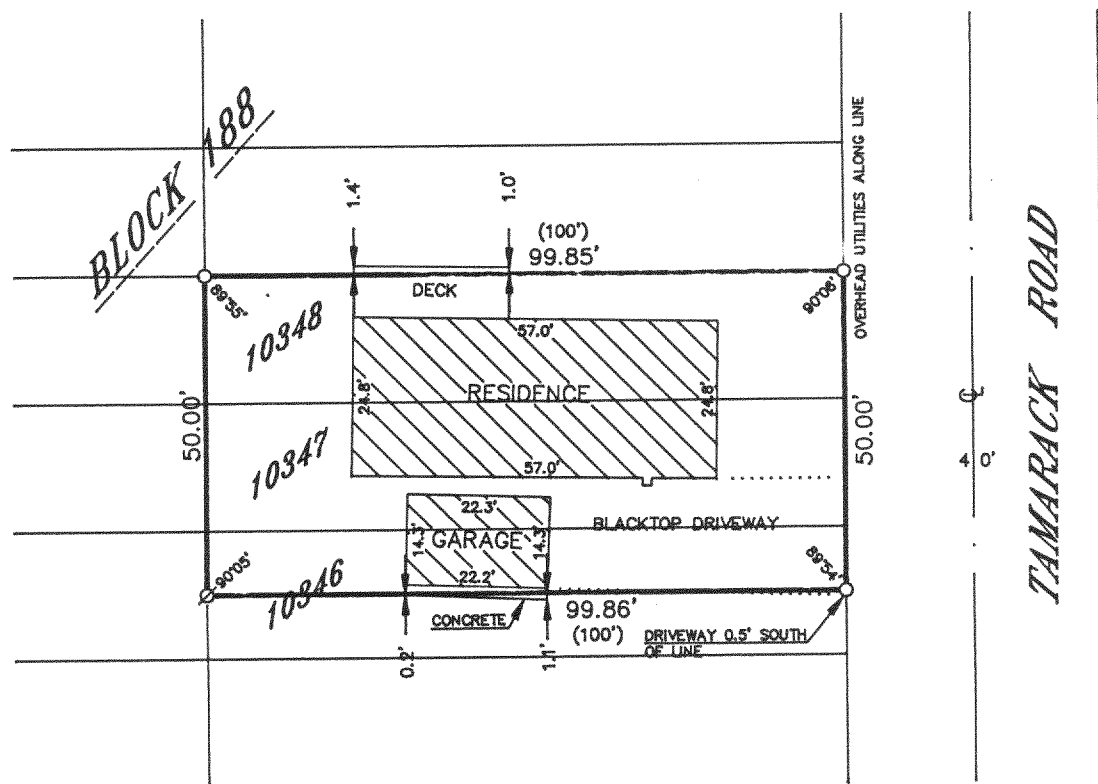 BLOCK 188
1.4'
1.0'
(100')
99.85'
OVERHEAD UTILITIES ALONG LINE
TAMARACK ROAD
89°55'
DECK
90°06'
10348
57.0'
RESIDENCE
24.8'
24.8'
50.00'
50.00'
℄
40'
10347
57.0'
22.3'
BLACKTOP DRIVEWAY
14.3'
GARAGE
14.3'
22.2'
90°05'
89°54'
10346
CONCRETE
99.86'
(100')
DRIVEWAY 0.5' SOUTH
OF LINE
0.2'
1.1'